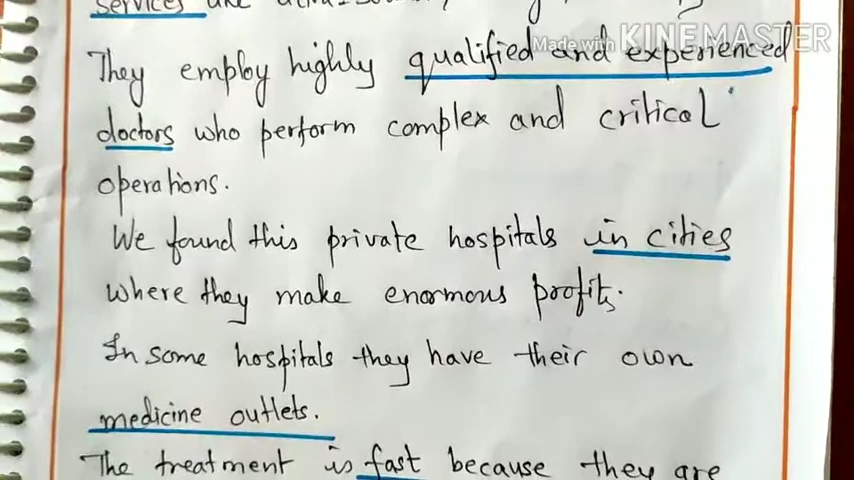 services are
Made with KINEMASTER
They employ highly qualified and experienced
doctors who perform complex and critical
operations.
We found this private hospitals in cities
where they make enormous profits.
In some hospitals they have their own
medicine outlets.
The treatment is fast because they are